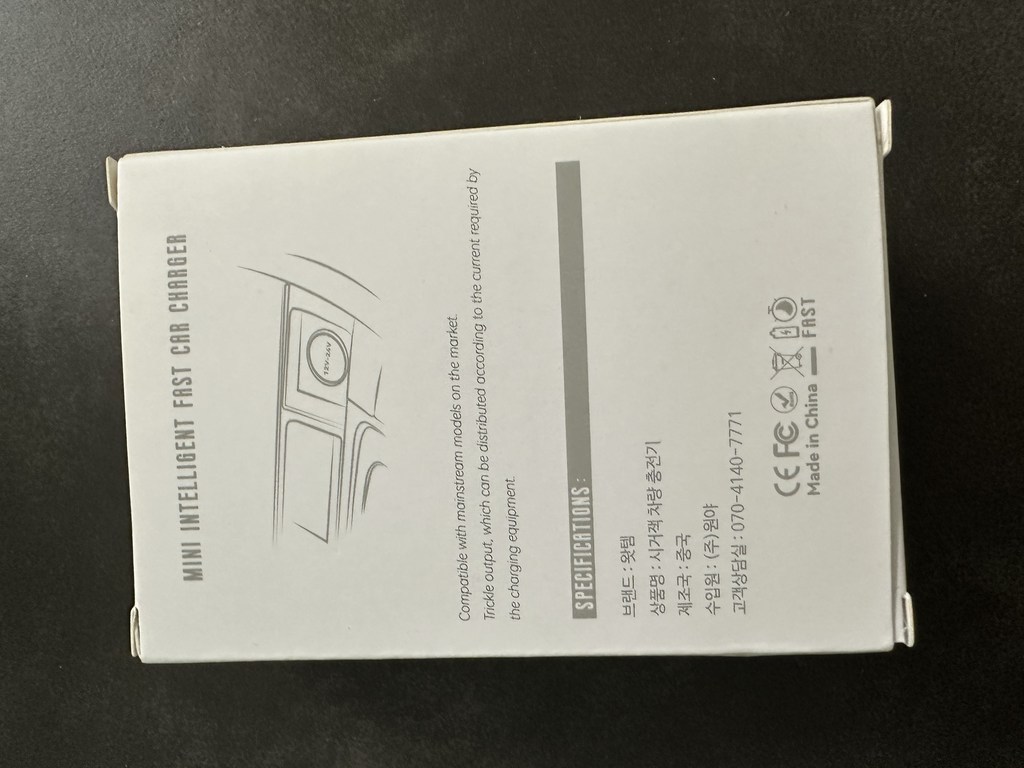 MINI INTELLIGENT FAST CAR CHARGER
12V-24V
Compatible with mainstream models on the market.
Trickle output, which can be distributed according to the current required by
the charging equipment.
SPECIFICATIONS:
브랜드 : 왓템
상품명 : 시거잭 차량 충전기
제조국 : 중국
수입원 : (주)원야
고객상담실 : 070-4140-7771
CE FC
Made in China — FAST